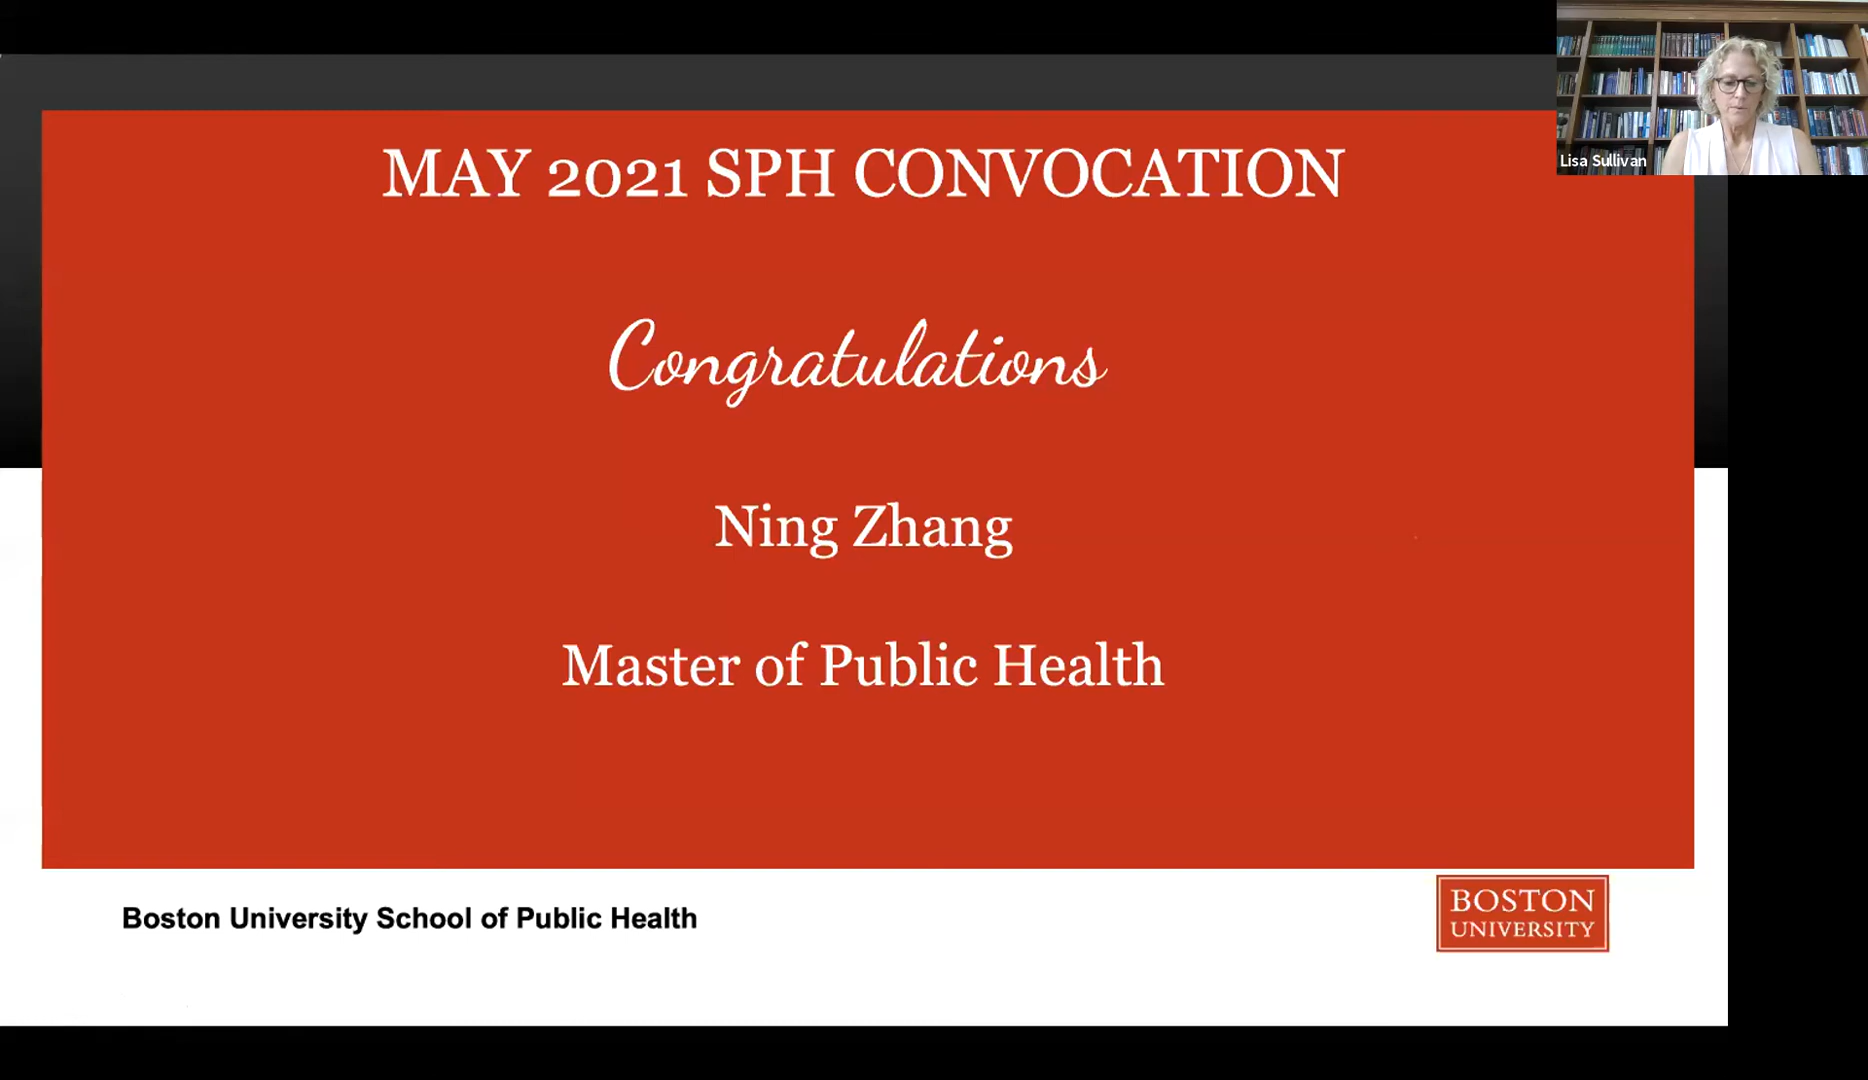 MAY 2021 SPH CONVOCATION
Lisa Sullivan
Congratulations
Ning Zhang
Master of Public Health
Boston University School of Public Health
BOSTON
UNIVERSITY